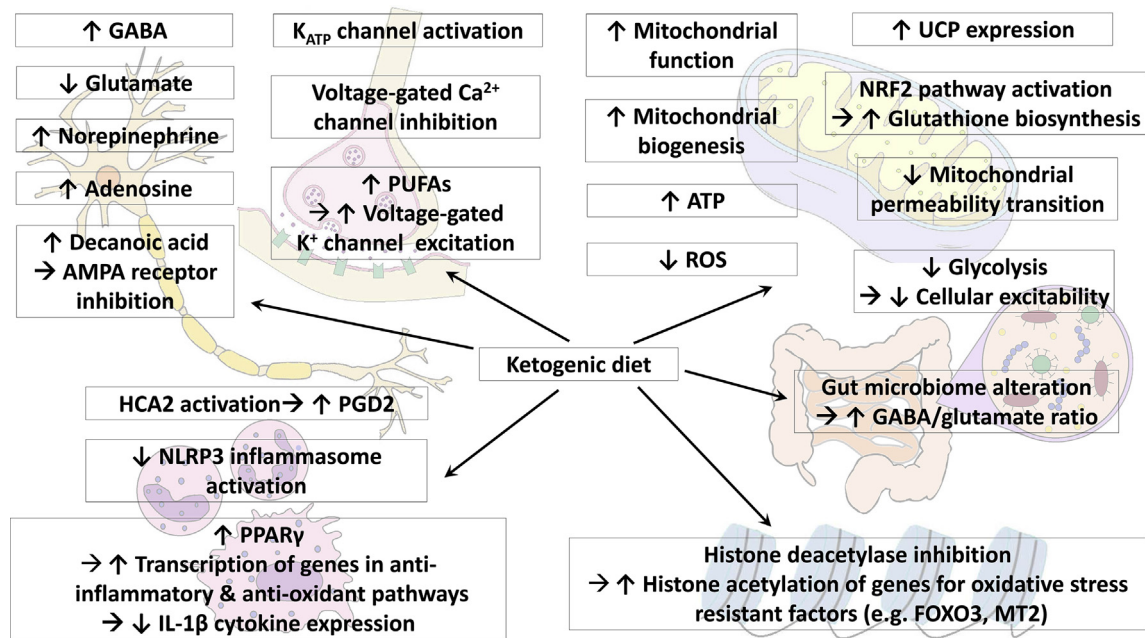 ↑ GABA
↓ Glutamate
↑ Norepinephrine
↑ Adenosine
↑ Decanoic acid
→ AMPA receptor
inhibition
K_ATP channel activation
Voltage-gated Ca²⁺
channel inhibition
↑ PUFAs
→ ↑ Voltage-gated
K⁺ channel excitation
↑ Mitochondrial
function
↑ Mitochondrial
biogenesis
↑ ATP
↓ ROS
↑ UCP expression
NRF2 pathway activation
→ ↑ Glutathione biosynthesis
↓ Mitochondrial
permeability transition
↓ Glycolysis
→ ↓ Cellular excitability
Ketogenic diet
Gut microbiome alteration
→ ↑ GABA/glutamate ratio
HCA2 activation→ ↑ PGD2
↓ NLRP3 inflammasome
activation
↑ PPARγ
→ ↑ Transcription of genes in anti-
inflammatory & anti-oxidant pathways
→ ↓ IL-1β cytokine expression
Histone deacetylase inhibition
→ ↑ Histone acetylation of genes for oxidative stress
resistant factors (e.g. FOXO3, MT2)